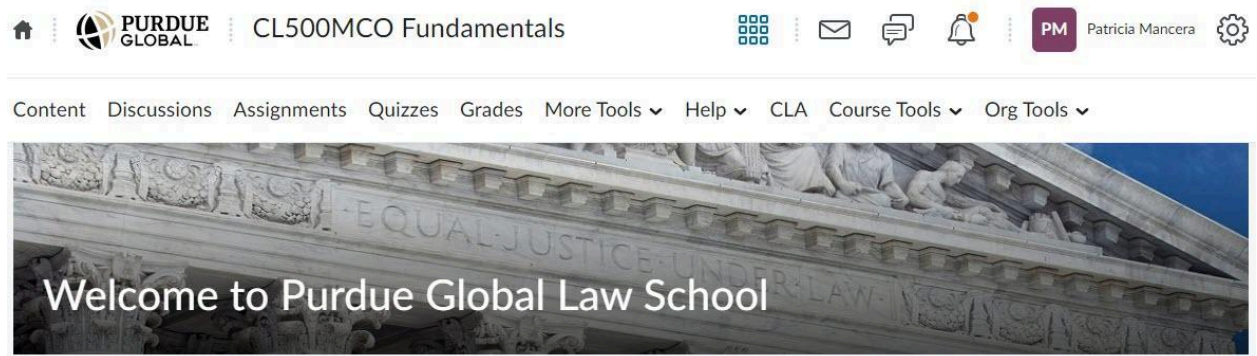 PURDUE
GLOBAL
CL500MCO Fundamentals
PM
Patricia Mancera
Content Discussions Assignments Quizzes Grades More Tools Help CLA Course Tools Org Tools
EQUAL·JUSTICE·UNDER·LAW·
Welcome to Purdue Global Law School